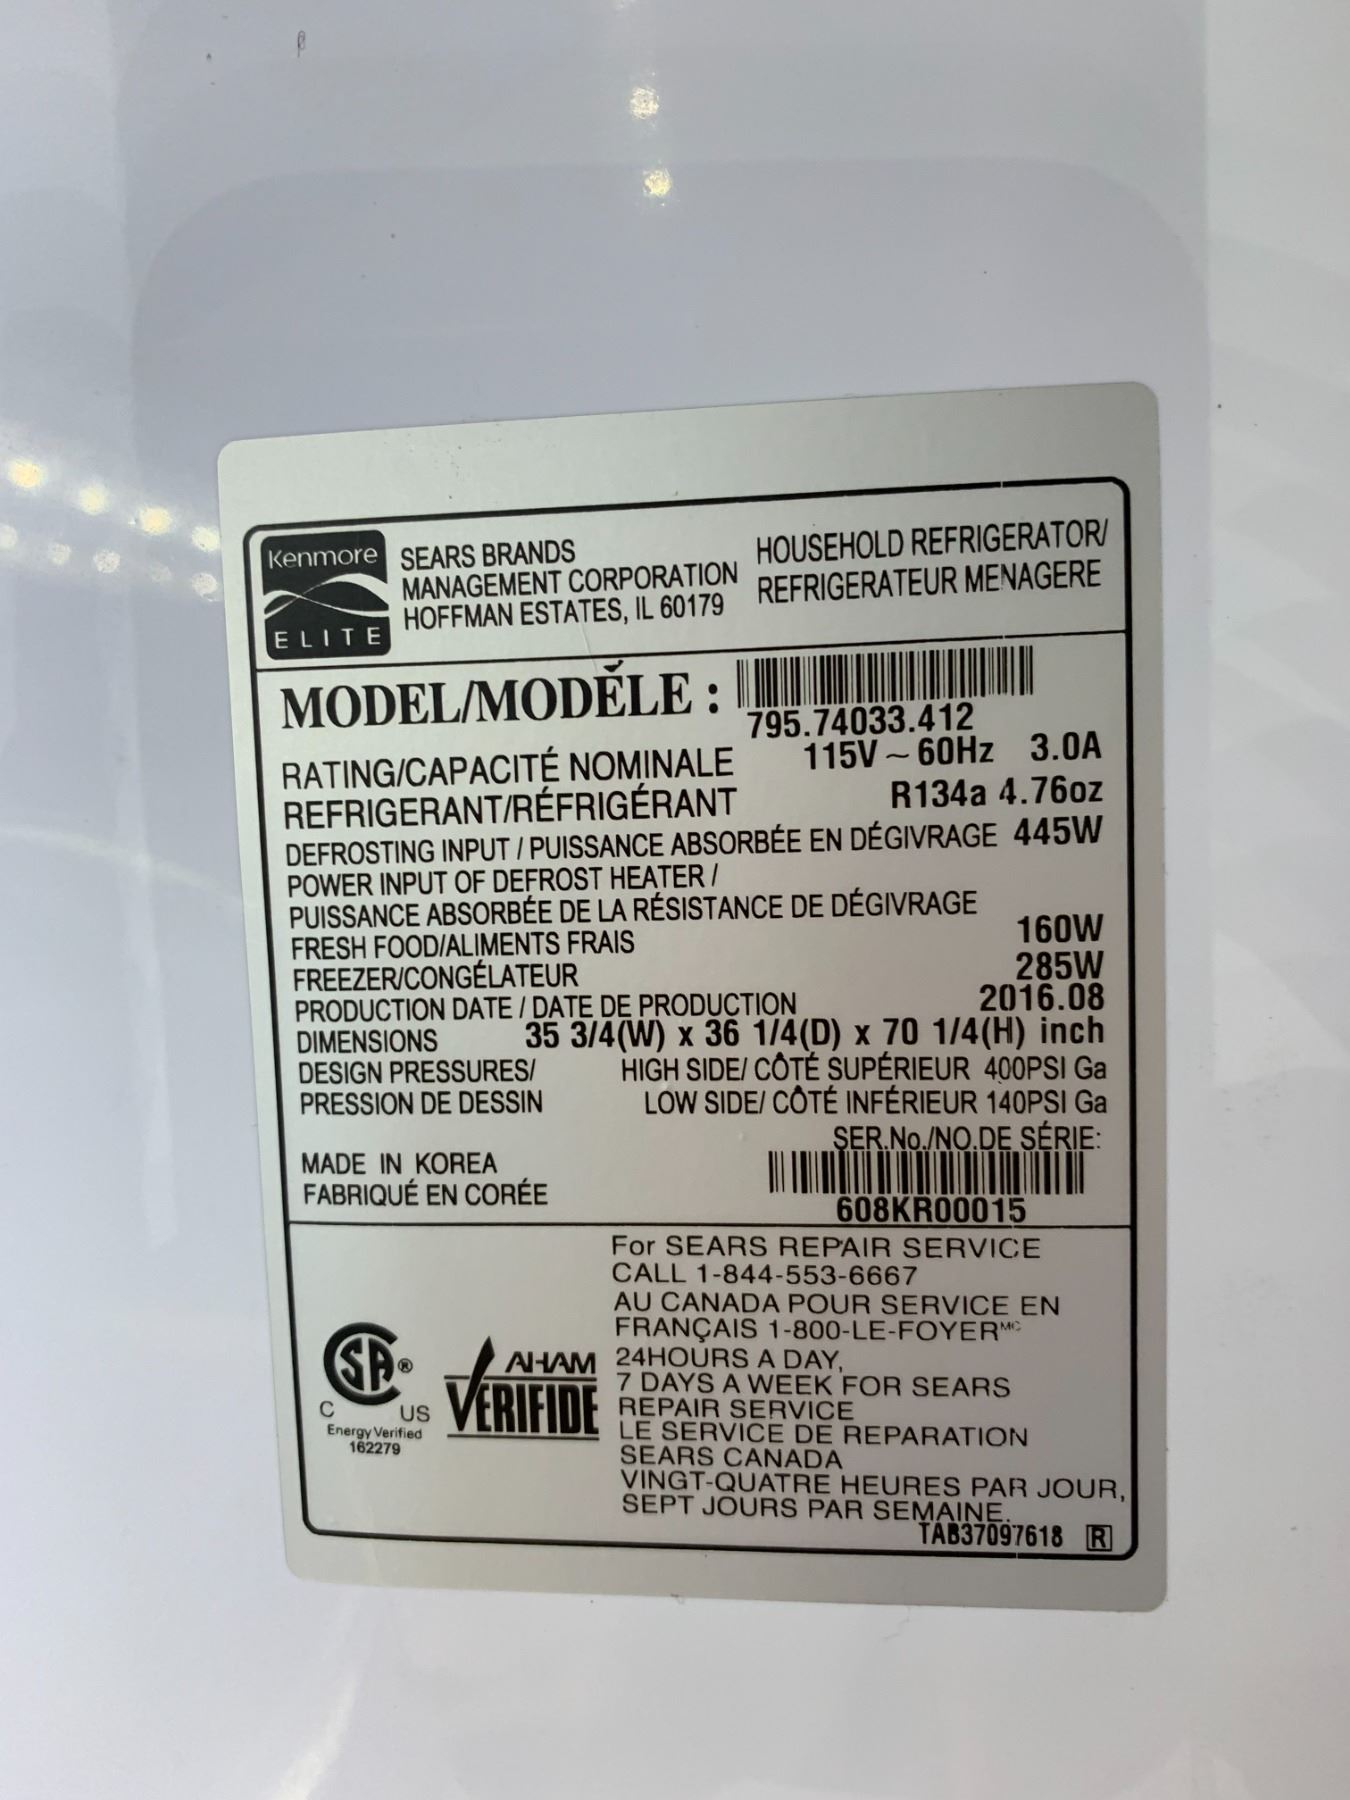 Kenmore
ELITE
SEARS BRANDS
MANAGEMENT CORPORATION
HOFFMAN ESTATES, IL 60179
HOUSEHOLD REFRIGERATOR/
REFRIGERATEUR MENAGERE
MODEL/MODĚLE :
795.74033.412
RATING/CAPACITÉ NOMINALE 115V ~ 60Hz 3.0A
REFRIGERANT/RÉFRIGÉRANT R134a 4.76oz
DEFROSTING INPUT / PUISSANCE ABSORBÉE EN DÉGIVRAGE 445W
POWER INPUT OF DEFROST HEATER /
PUISSANCE ABSORBÉE DE LA RÉSISTANCE DE DÉGIVRAGE
FRESH FOOD/ALIMENTS FRAIS 160W
FREEZER/CONGÉLATEUR 285W
PRODUCTION DATE / DATE DE PRODUCTION 2016.08
DIMENSIONS 35 3/4(W) x 36 1/4(D) x 70 1/4(H) inch
DESIGN PRESSURES/ HIGH SIDE/ CÔTÉ SUPÉRIEUR 400PSI Ga
PRESSION DE DESSIN LOW SIDE/ CÔTÉ INFÉRIEUR 140PSI Ga
SER.No./NO.DE SÉRIE:
MADE IN KOREA
FABRIQUÉ EN CORÉE
608KR00015
For SEARS REPAIR SERVICE
CALL 1-844-553-6667
AU CANADA POUR SERVICE EN
FRANÇAIS 1-800-LE-FOYERᴹᶜ
24HOURS A DAY,
7 DAYS A WEEK FOR SEARS
REPAIR SERVICE
LE SERVICE DE REPARATION
SEARS CANADA
VINGT-QUATRE HEURES PAR JOUR,
SEPT JOURS PAR SEMAINE.
SA®
C US
Energy Verified
162279
AHAM
VERIFIDE
TAB37097618 R